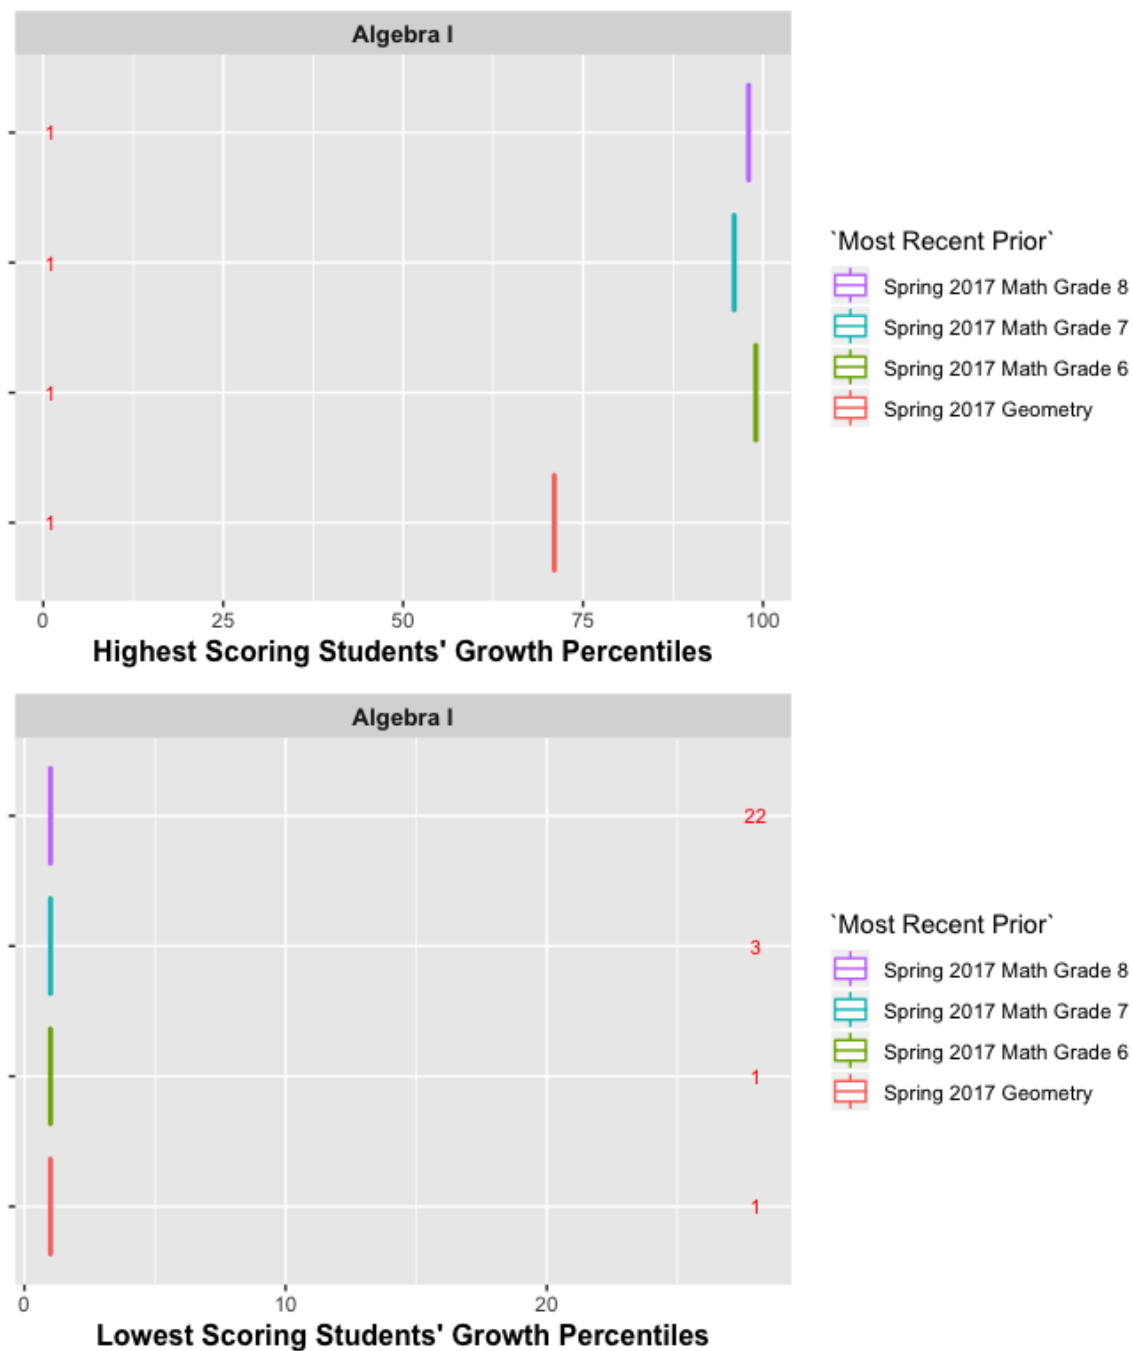 Algebra I
1
1
1
1
0 25 50 75 100
Highest Scoring Students' Growth Percentiles
`Most Recent Prior`
Spring 2017 Math Grade 8
Spring 2017 Math Grade 7
Spring 2017 Math Grade 6
Spring 2017 Geometry
Algebra I
22
3
1
1
0 10 20
Lowest Scoring Students' Growth Percentiles
`Most Recent Prior`
Spring 2017 Math Grade 8
Spring 2017 Math Grade 7
Spring 2017 Math Grade 6
Spring 2017 Geometry